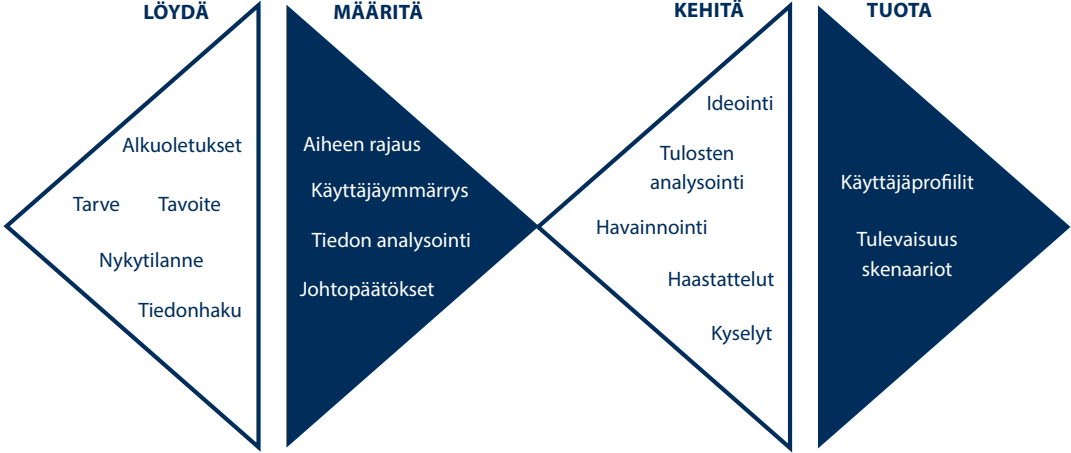 LÖYDÄ
Alkuoletukset
Tarve
Tavoite
Nykytilanne
Tiedonhaku
MÄÄRITÄ
Aiheen rajaus
Käyttäjäymmärrys
Tiedon analysointi
Johtopäätökset
KEHITÄ
Ideointi
Tulosten
analysointi
Havainnointi
Haastattelut
Kyselyt
TUOTA
Käyttäjäprofiilit
Tulevaisuus
skenaariot